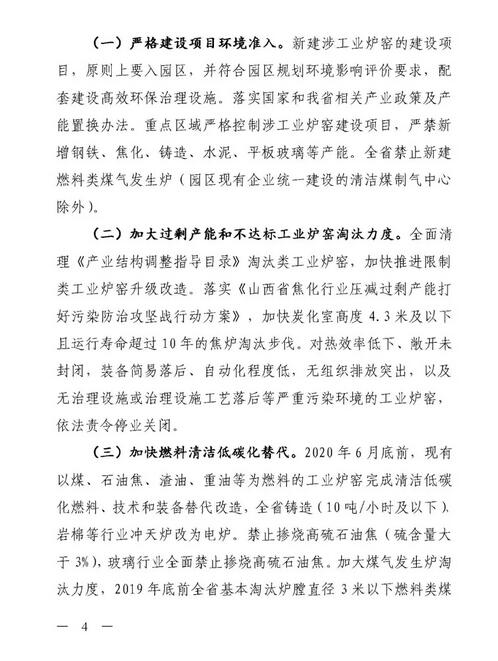 （一）严格建设项目环境准入。新建涉工业炉窑的建设项
目，原则上要入园区，并符合园区规划环境影响评价要求，配
套建设高效环保治理设施。落实国家和我省相关产业政策及产
能置换办法。重点区域严格控制涉工业炉窑建设项目，严禁新
增钢铁、焦化、铸造、水泥、平板玻璃等产能。全省禁止新建
燃料类煤气发生炉（园区现有企业统一建设的清洁煤制气中心
除外）。
（二）加大过剩产能和不达标工业炉窑淘汰力度。全面清
理《产业结构调整指导目录》淘汰类工业炉窑，加快推进限制
类工业炉窑升级改造。落实《山西省焦化行业压减过剩产能打
好污染防治攻坚战行动方案》，加快炭化室高度 4.3 米及以下
且运行寿命超过 10 年的焦炉淘汰步伐。对热效率低下、敞开未
封闭，装备简易落后、自动化程度低，无组织排放突出，以及
无治理设施或治理设施工艺落后等严重污染环境的工业炉窑，
依法责令停业关闭。
（三）加快燃料清洁低碳化替代。2020 年 6 月底前，现有
以煤、石油焦、渣油、重油等为燃料的工业炉窑完成清洁低碳
化燃料、技术和装备替代改造，全省铸造（10 吨/小时及以下）、
岩棉等行业冲天炉改为电炉。禁止掺烧高硫石油焦（硫含量大
于 3%），玻璃行业全面禁止掺烧高硫石油焦。加大煤气发生炉淘
汰力度，2019 年底前全省基本淘汰炉膛直径 3 米以下燃料类煤
— 4 —